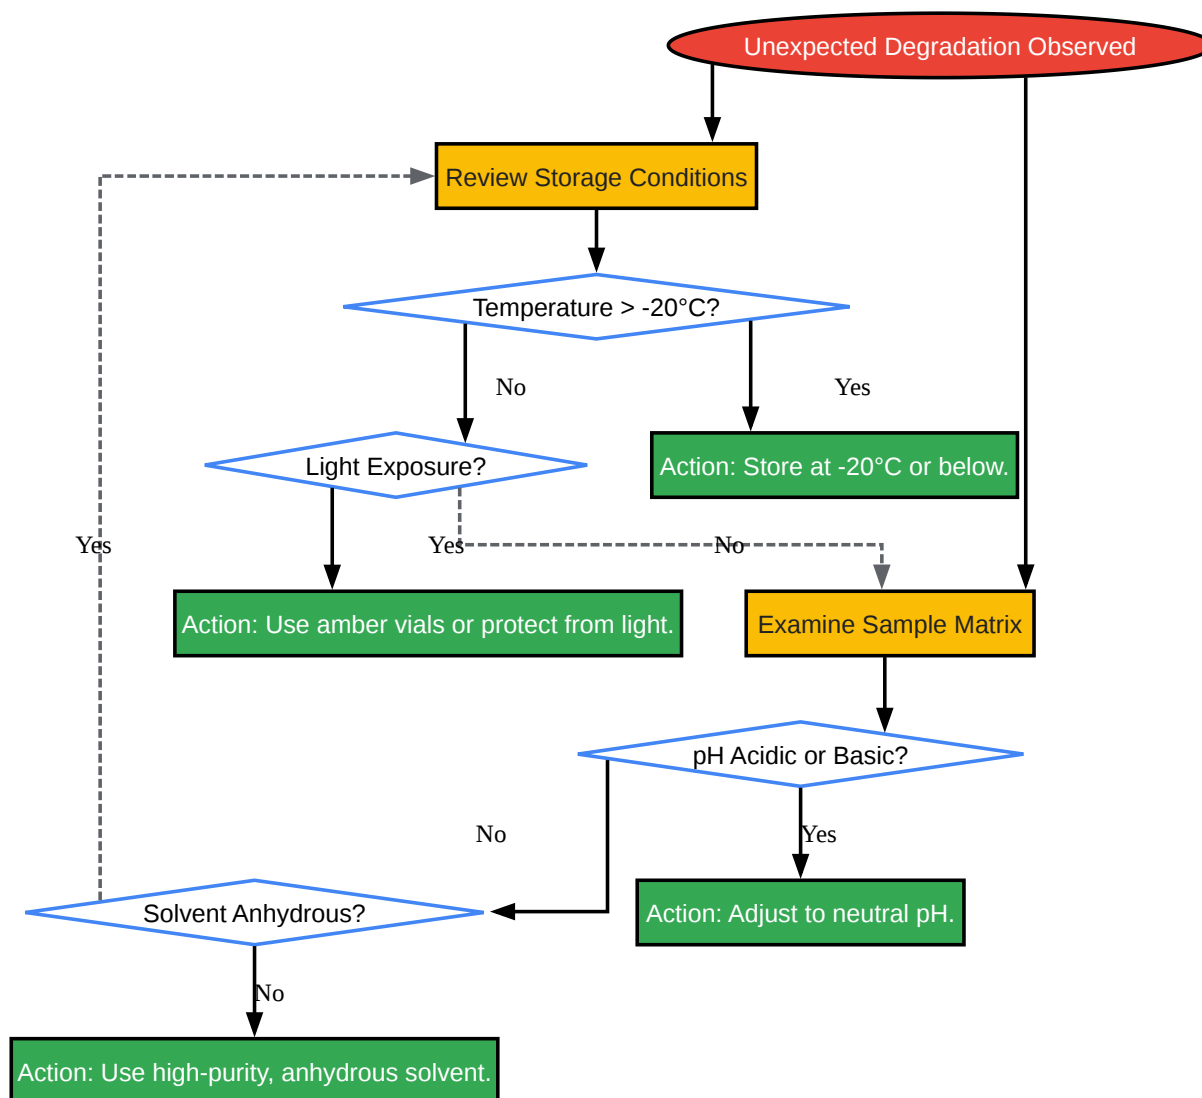 Unexpected Degradation Observed
Review Storage Conditions
Temperature > -20°C?
No
Yes
Light Exposure?
Action: Store at -20°C or below.
Yes
Yes
No
Action: Use amber vials or protect from light.
Examine Sample Matrix
pH Acidic or Basic?
No
Yes
Solvent Anhydrous?
Action: Adjust to neutral pH.
No
Action: Use high-purity, anhydrous solvent.